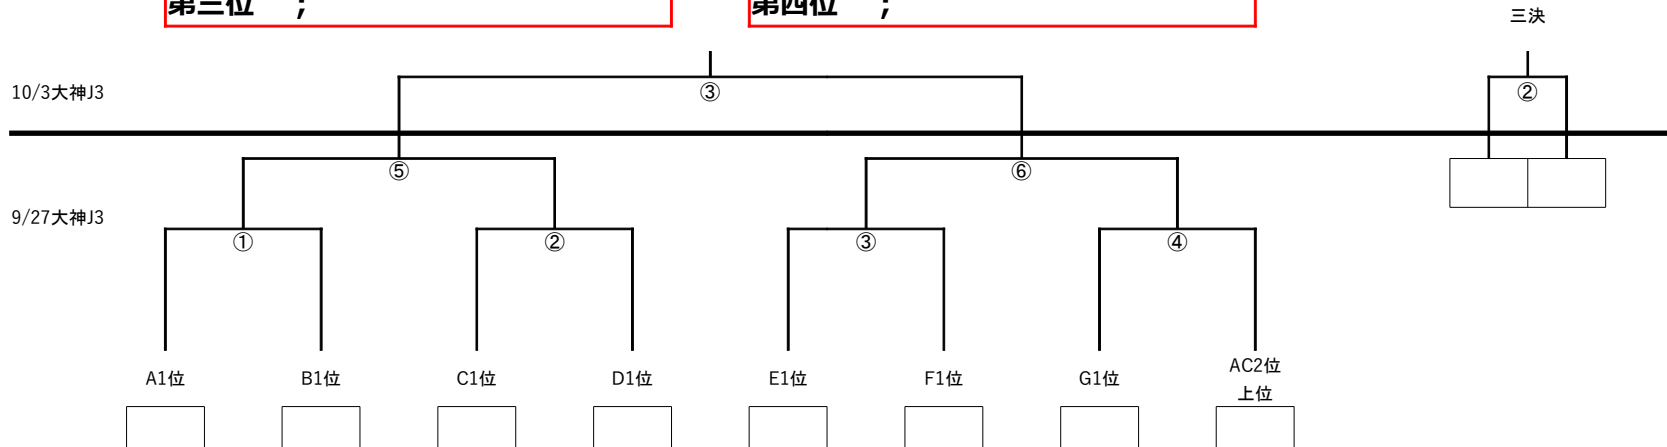 第三位 ;
第四位 ;
三決
10/3大神J3
③
②
⑤
⑥
9/27大神J3
①
②
③
④
A1位
B1位
C1位
D1位
E1位
F1位
G1位
AC2位
上位